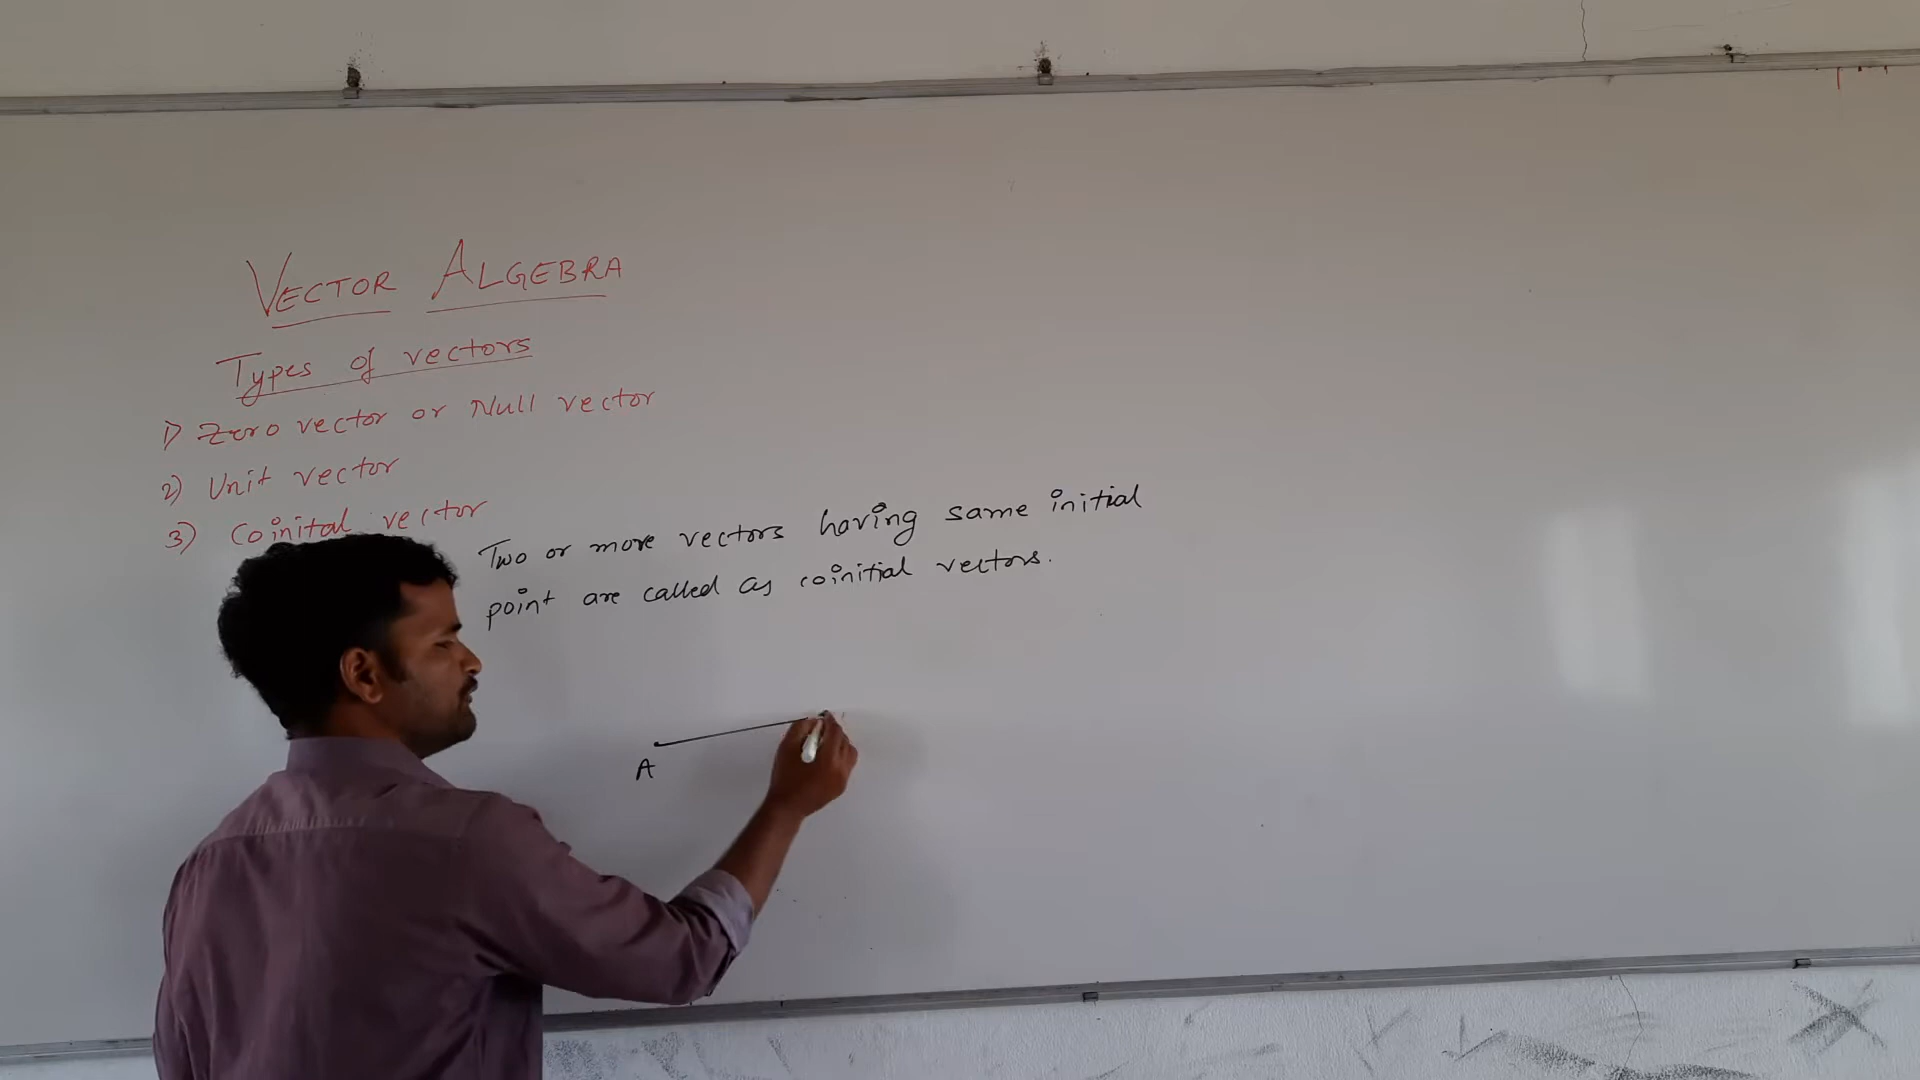 VECTOR ALGEBRA
Types of vectors
1) Zero vector or Null vector
2) Unit vector
3) Coinital vector
Two or more vectors having same initial
point are called as coinitial vectors.
A